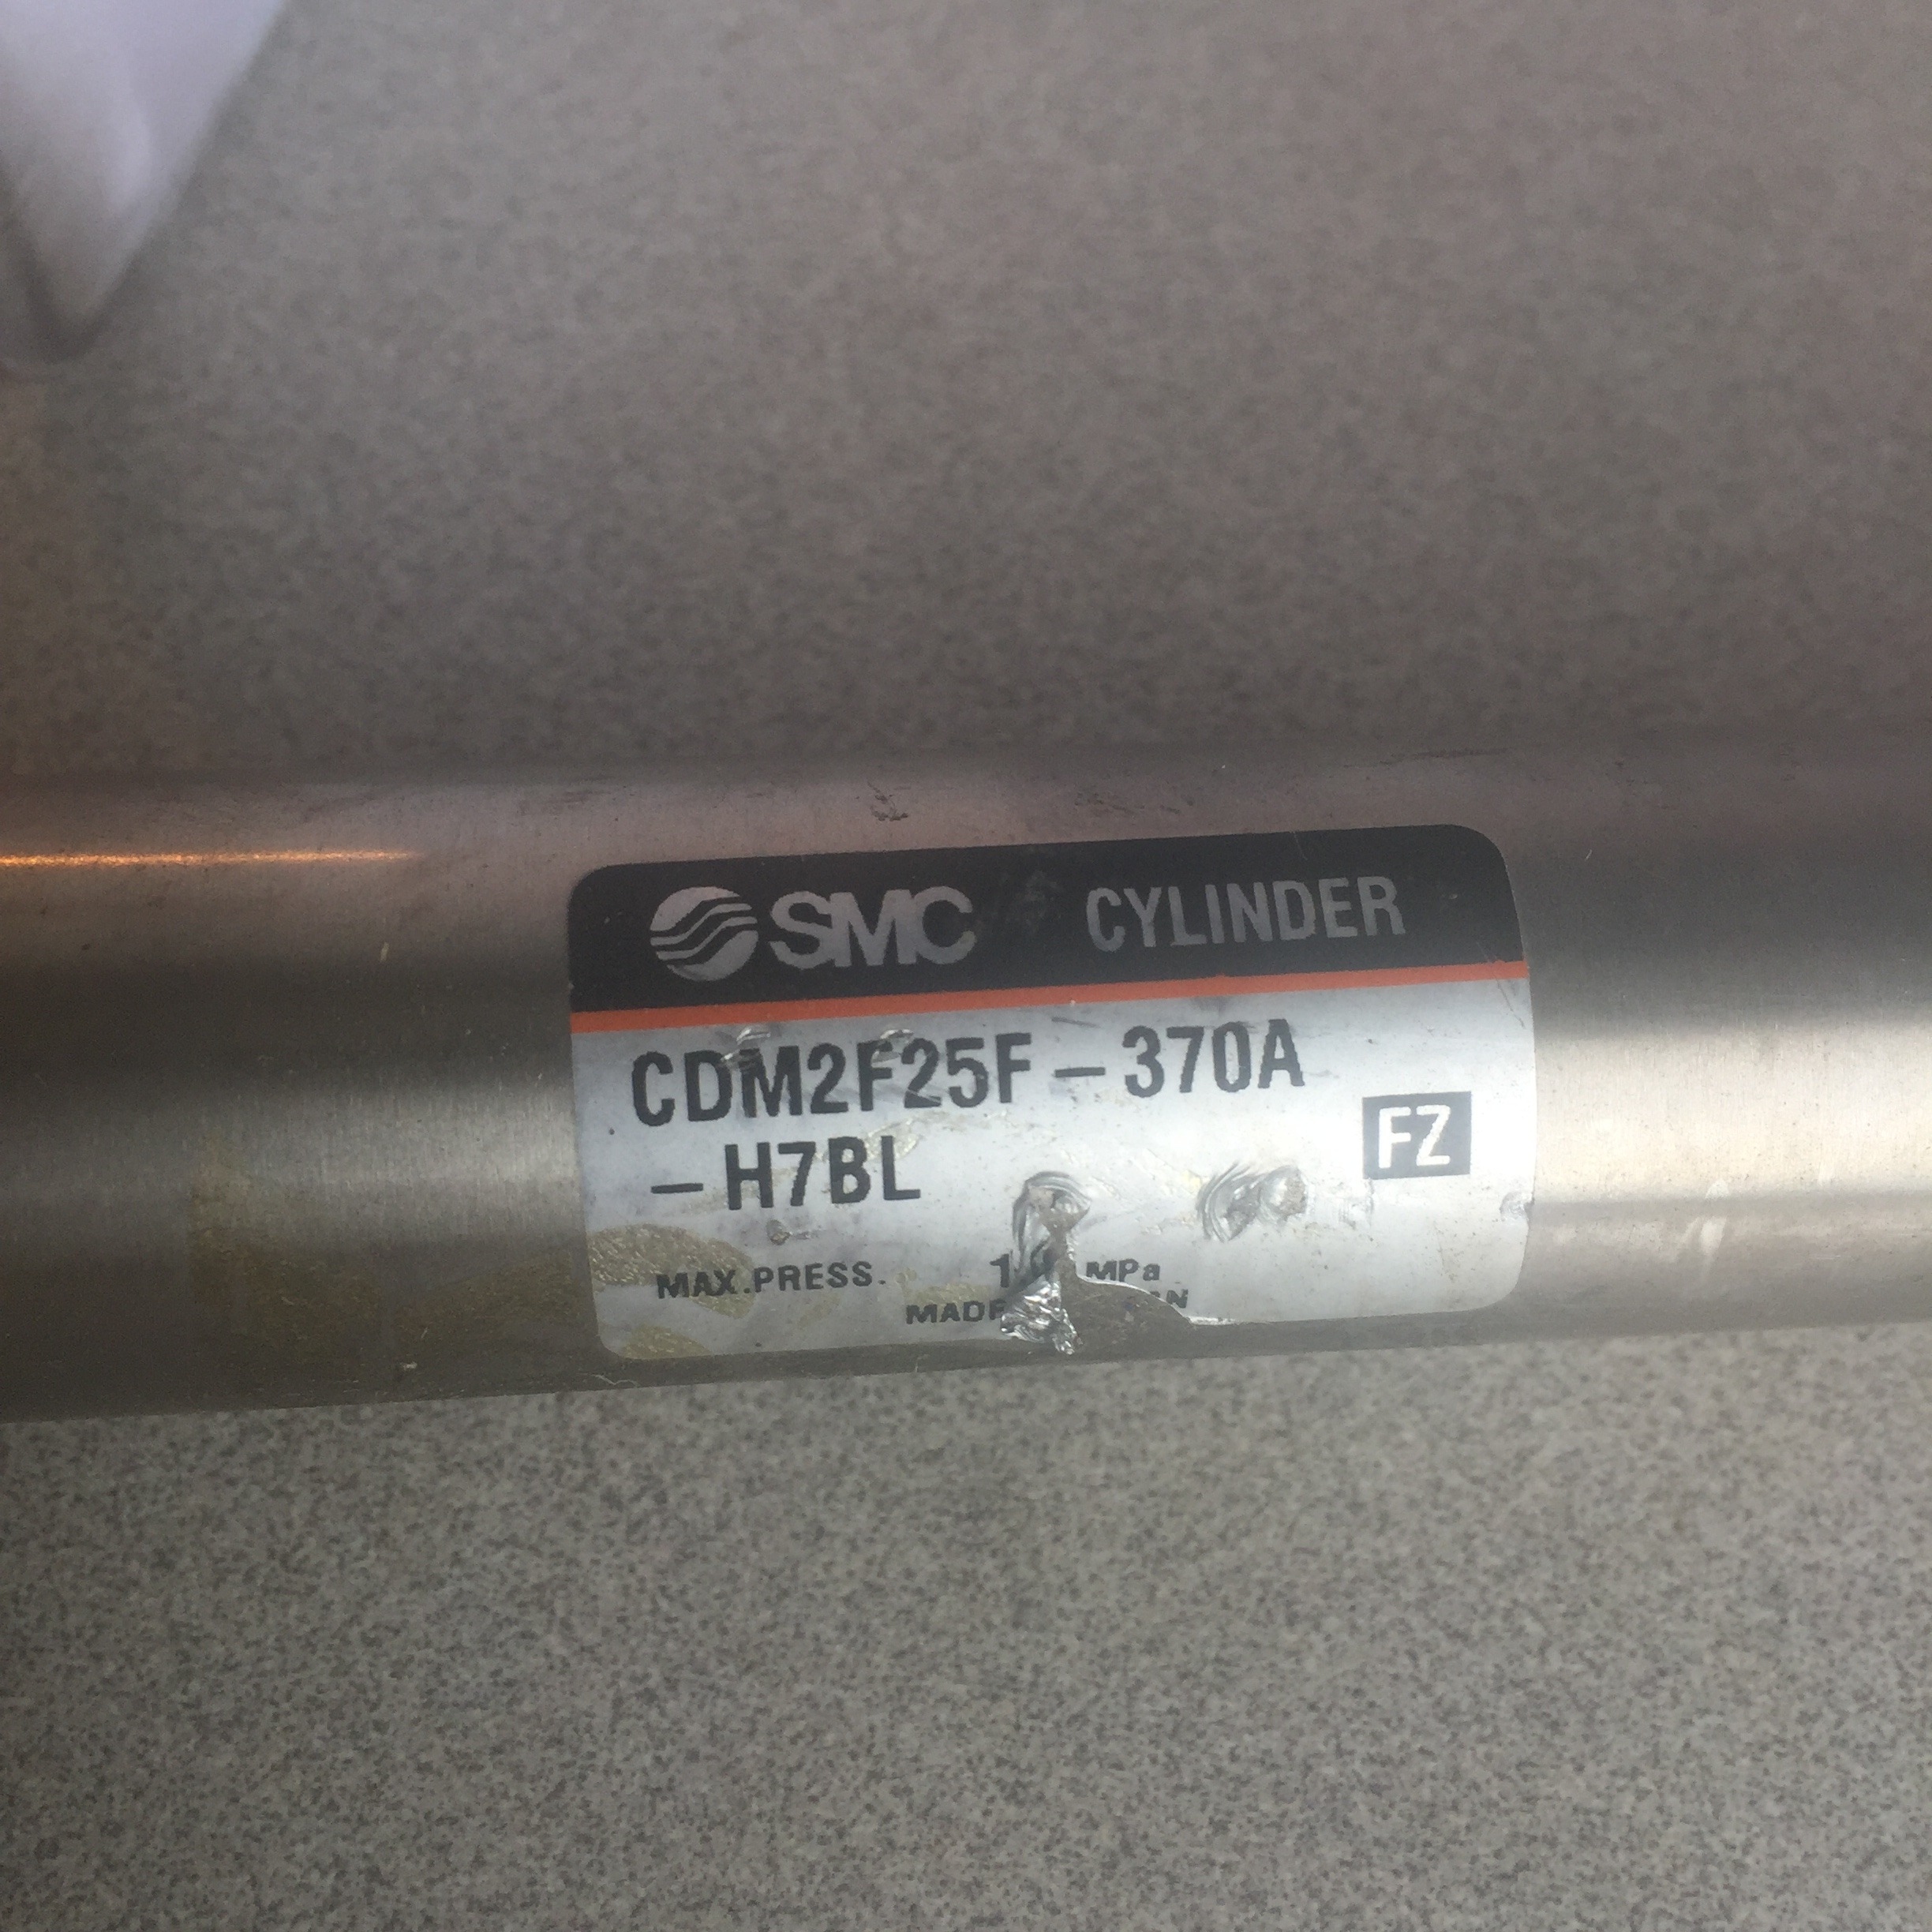 SMC CYLINDER
CDM2F25F-370A
-H7BL
FZ
MAX.PRESS. MPa